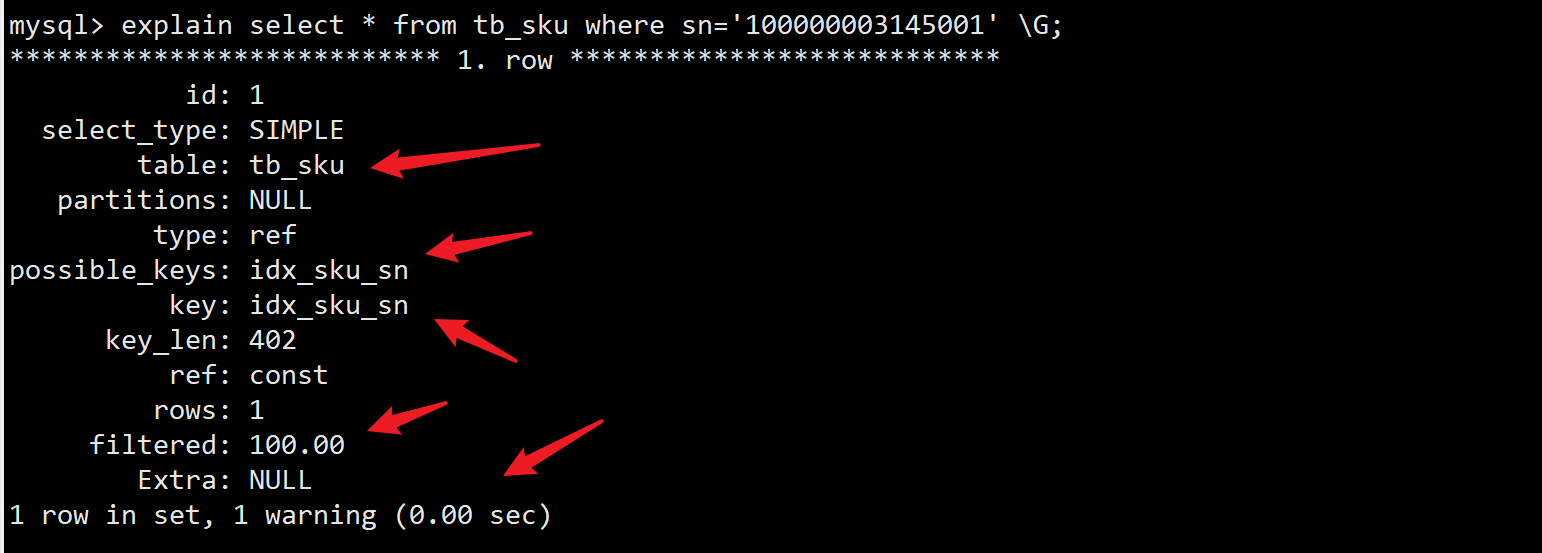 mysql> explain select * from tb_sku where sn='100000003145001' \G;
*************************** 1. row ***************************
id: 1
select_type: SIMPLE
table: tb_sku
partitions: NULL
type: ref
possible_keys: idx_sku_sn
key: idx_sku_sn
key_len: 402
ref: const
rows: 1
filtered: 100.00
Extra: NULL
1 row in set, 1 warning (0.00 sec)